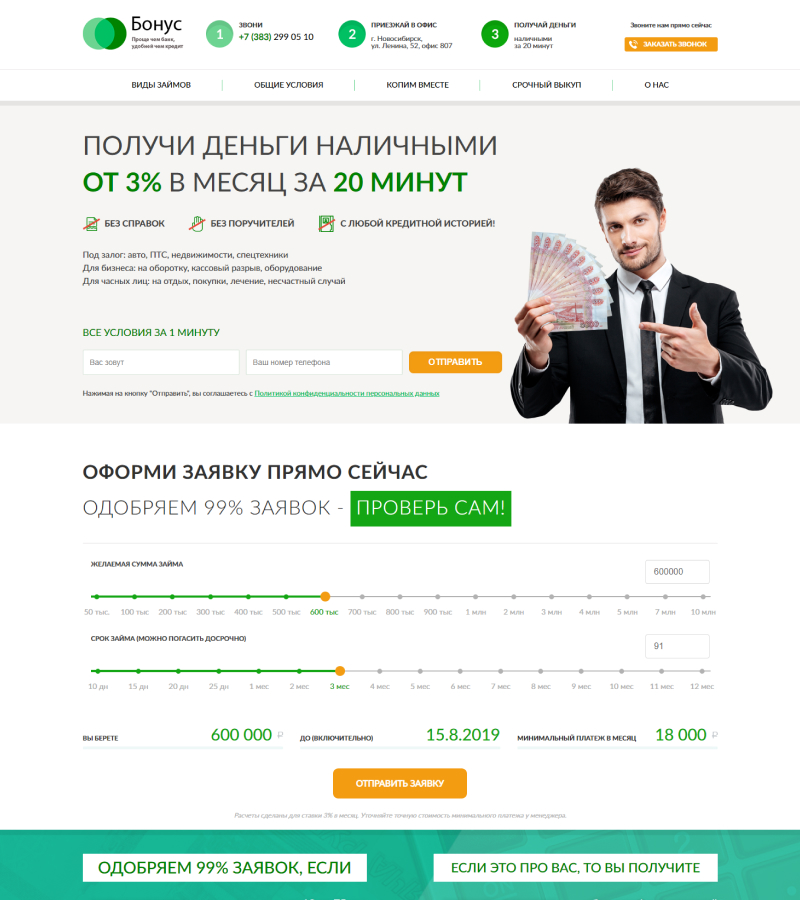 Бонус
Проще чем банк,
удобней чем кредит
1
ЗВОНИ
+7 (383) 299 05 10
2
ПРИЕЗЖАЙ В ОФИС
г. Новосибирск,
ул. Ленина, 52, офис 807
3
ПОЛУЧАЙ ДЕНЬГИ
наличными
за 20 минут
Звоните нам прямо сейчас
ЗАКАЗАТЬ ЗВОНОК
ВИДЫ ЗАЙМОВ
ОБЩИЕ УСЛОВИЯ
КОПИМ ВМЕСТЕ
СРОЧНЫЙ ВЫКУП
О НАС
ПОЛУЧИ ДЕНЬГИ НАЛИЧНЫМИ
ОТ 3% В МЕСЯЦ ЗА 20 МИНУТ
БЕЗ СПРАВОК
БЕЗ ПОРУЧИТЕЛЕЙ
С ЛЮБОЙ КРЕДИТНОЙ ИСТОРИЕЙ!
Под залог: авто, ПТС, недвижимости, спецтехники
Для бизнеса: на оборотку, кассовый разрыв, оборудование
Для часных лиц: на отдых, покупки, лечение, несчастный случай
ВСЕ УСЛОВИЯ ЗА 1 МИНУТУ
Вас зовут
Ваш номер телефона
ОТПРАВИТЬ
Нажимая на кнопку "Отправить", вы соглашаетесь с Политикой конфиденциальности персональных данных
ОФОРМИ ЗАЯВКУ ПРЯМО СЕЙЧАС
ОДОБРЯЕМ 99% ЗАЯВОК - ПРОВЕРЬ САМ!
ЖЕЛАЕМАЯ СУММА ЗАЙМА
600000
50 тыс. 100 тыс 200 тыс 300 тыс 400 тыс 500 тыс 600 тыс 700 тыс 800 тыс 900 тыс 1 млн 2 млн 3 млн 4 млн 5 млн 7 млн 10 млн
СРОК ЗАЙМА (МОЖНО ПОГАСИТЬ ДОСРОЧНО)
91
10 дн 15 дн 20 дн 25 дн 1 мес 2 мес 3 мес 4 мес 5 мес 6 мес 7 мес 8 мес 9 мес 10 мес 11 мес 12 мес
ВЫ БЕРЕТЕ 600 000 ₽
ДО (ВКЛЮЧИТЕЛЬНО) 15.8.2019
МИНИМАЛЬНЫЙ ПЛАТЕЖ В МЕСЯЦ 18 000 ₽
ОТПРАВИТЬ ЗАЯВКУ
Расчеты сделаны для ставки 3% в месяц. Уточняйте точную стоимость минимального платежа у менеджера.
ОДОБРЯЕМ 99% ЗАЯВОК, ЕСЛИ
ЕСЛИ ЭТО ПРО ВАС, ТО ВЫ ПОЛУЧИТЕ